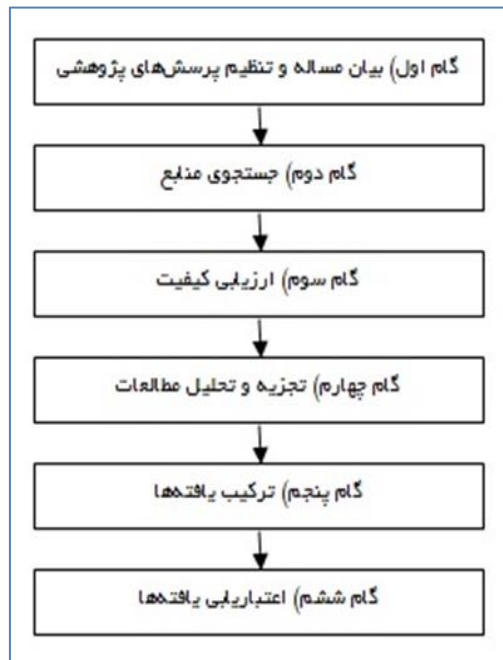 گام اول) بیان مساله و تنظیم پرسش‌های پژوهشی
گام دوم) جستجوی منابع
گام سوم) ارزیابی کیفیت
گام چهارم) تجزیه و تحلیل مطالعات
گام پنجم) ترکیب یافته‌ها
گام ششم) اعتباریابی یافته‌ها